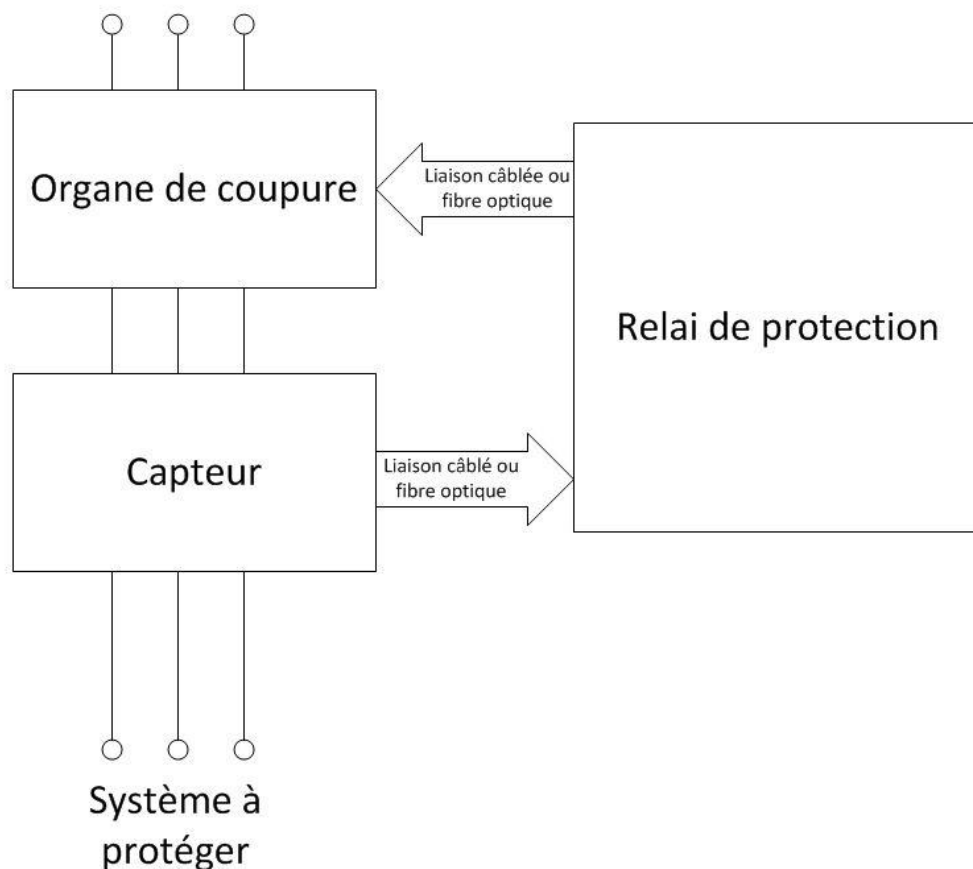 Organe de coupure
Liaison câblée ou
fibre optique
Relai de protection
Capteur
Liaison câblé ou
fibre optique
Système à
protéger